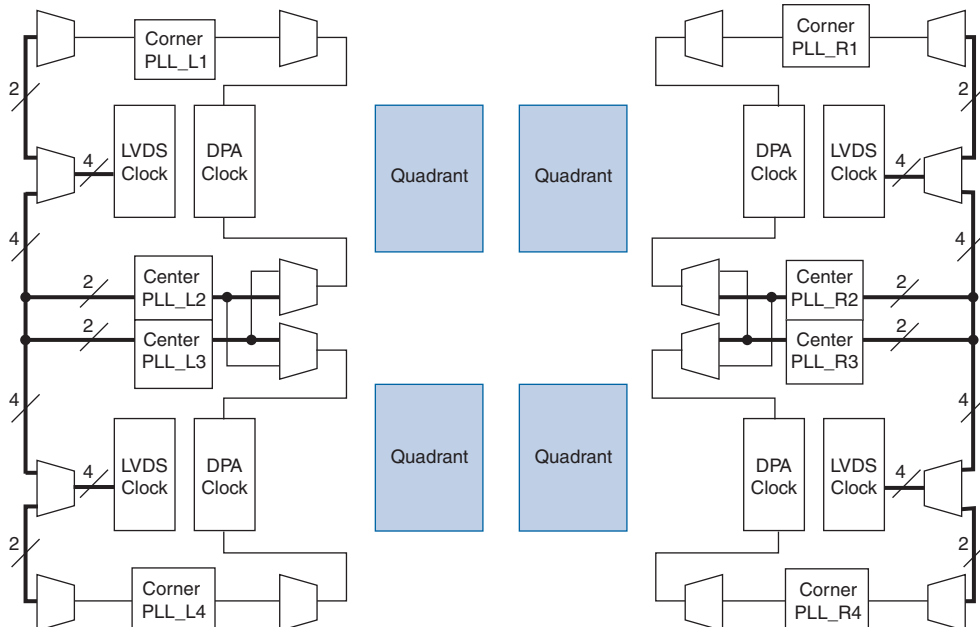 Corner
PLL_L1
Corner
PLL_R1
2
2
LVDS
Clock
DPA
Clock
Quadrant
Quadrant
DPA
Clock
LVDS
Clock
4
4
4
4
2
Center
PLL_L2
Center
PLL_R2
2
2
Center
PLL_L3
Center
PLL_R3
2
4
4
4
LVDS
Clock
DPA
Clock
Quadrant
Quadrant
DPA
Clock
LVDS
Clock
4
2
2
Corner
PLL_L4
Corner
PLL_R4